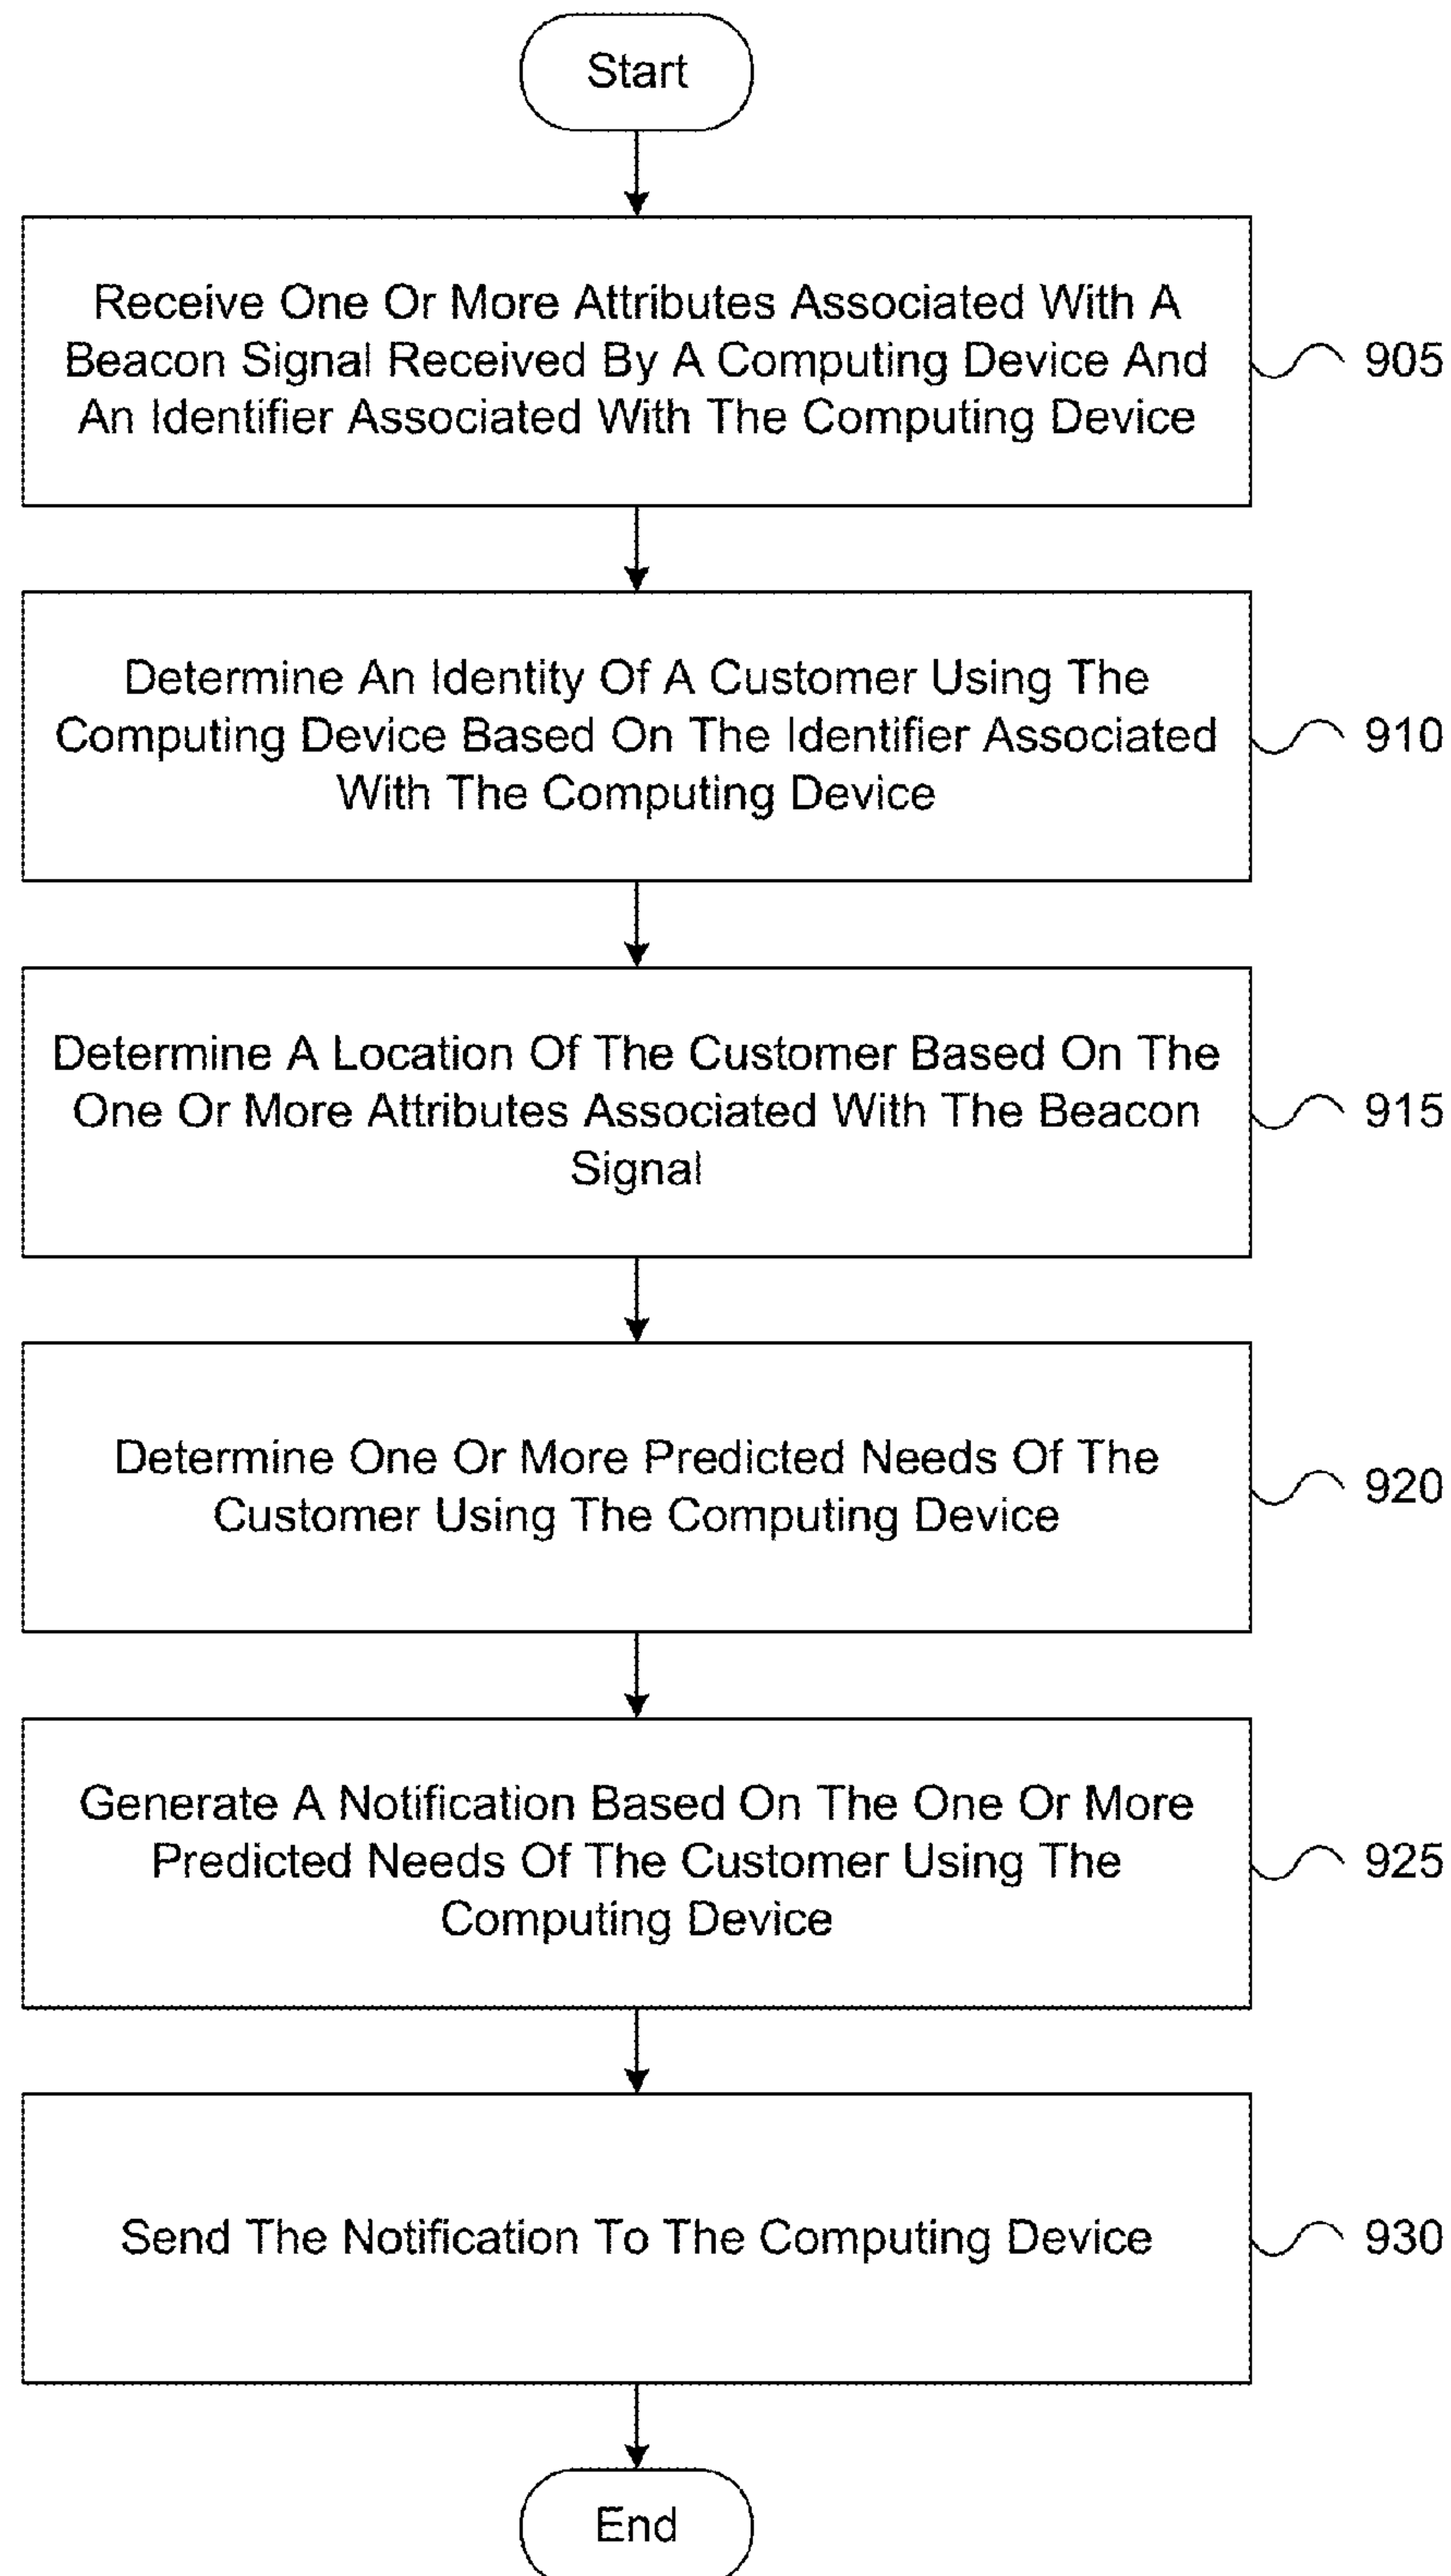 Start
Receive One Or More Attributes Associated With A
Beacon Signal Received By A Computing Device And
An Identifier Associated With The Computing Device
905
Determine An Identity Of A Customer Using The
Computing Device Based On The Identifier Associated
With The Computing Device
910
Determine A Location Of The Customer Based On The
One Or More Attributes Associated With The Beacon
Signal
915
Determine One Or More Predicted Needs Of The
Customer Using The Computing Device
920
Generate A Notification Based On The One Or More
Predicted Needs Of The Customer Using The
Computing Device
925
Send The Notification To The Computing Device
930
End